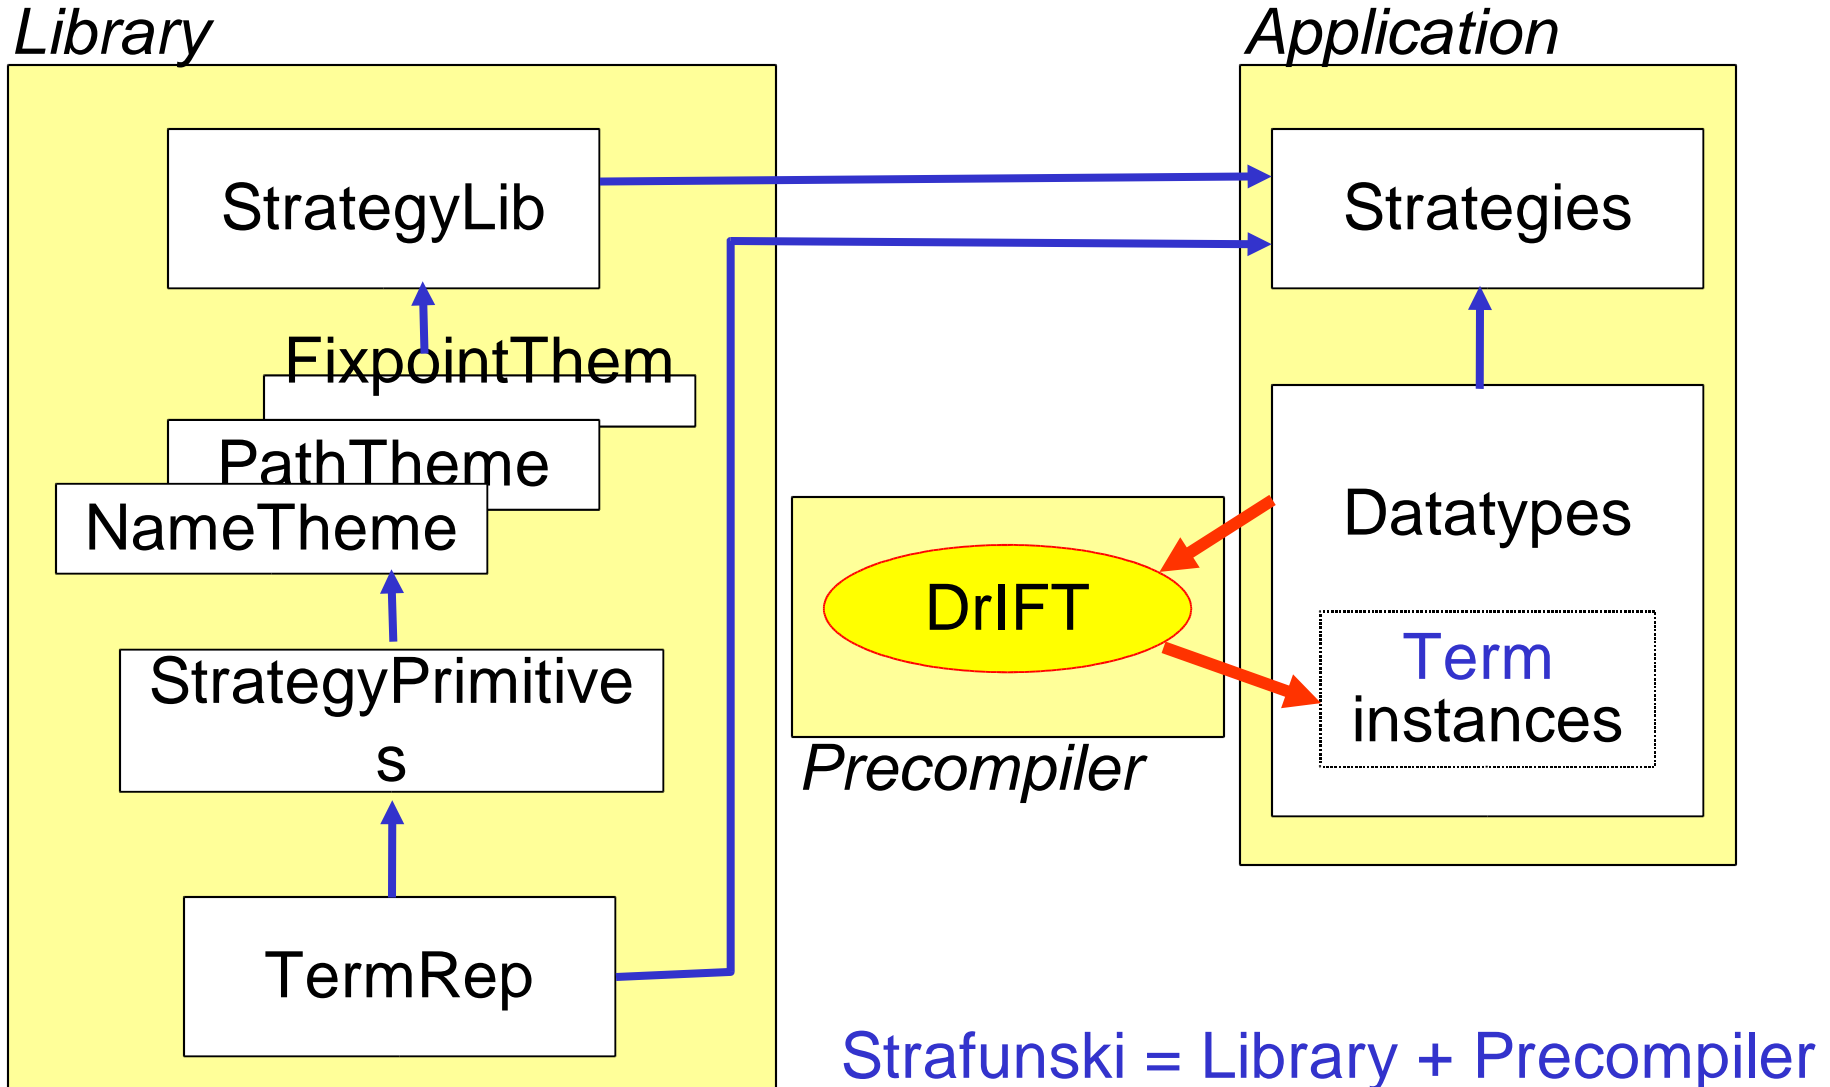 Library
Application
StrategyLib
Strategies
FixpointThem
PathTheme
NameTheme
Datatypes
DrIFT
StrategyPrimitive
s
Term
instances
Precompiler
TermRep
Strafunski = Library + Precompiler